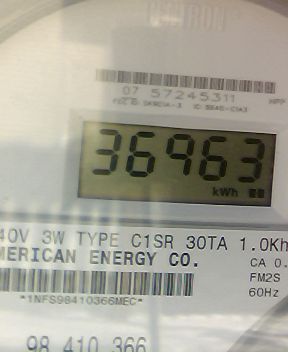 CENTRON
07 57245311
36963
kWh
40V 3W TYPE C1SR 30TA 1.0Kh
MERICAN ENERGY CO.
CA 0.
FM2S
60Hz
*1NFS98410366MEC*
98 410 366